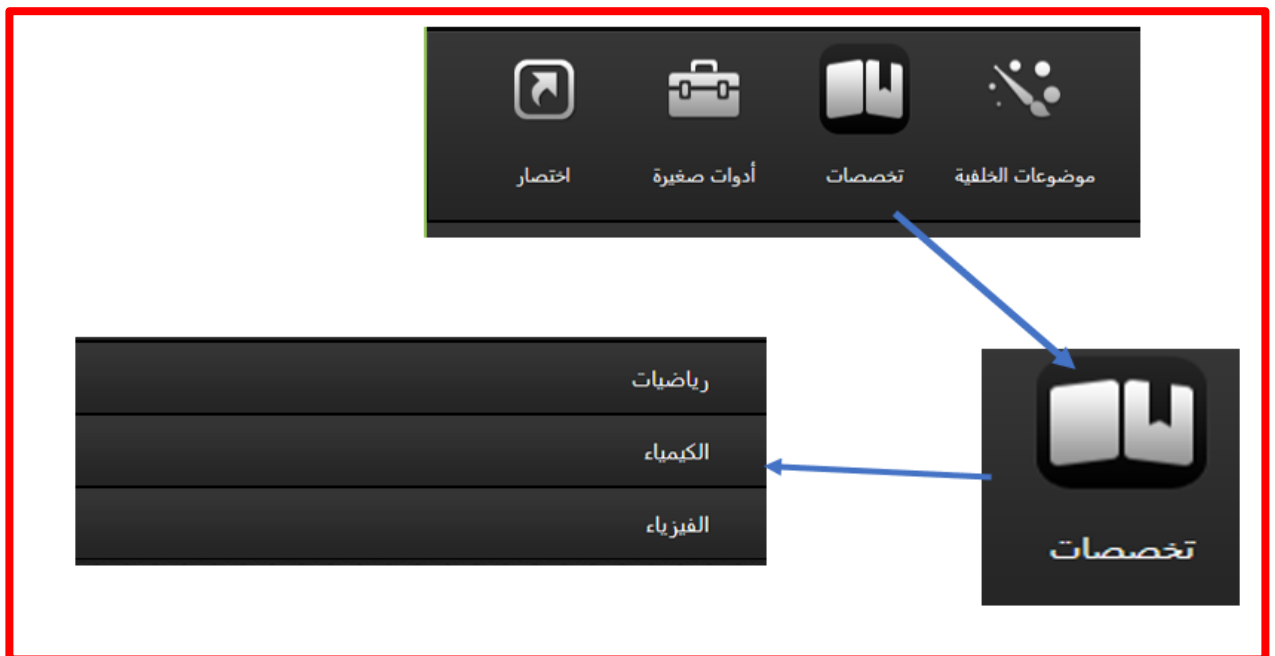 موضوعات الخلفية
تخصصات
أدوات صغيرة
اختصار
تخصصات
رياضيات
الكيمياء
الفيزياء